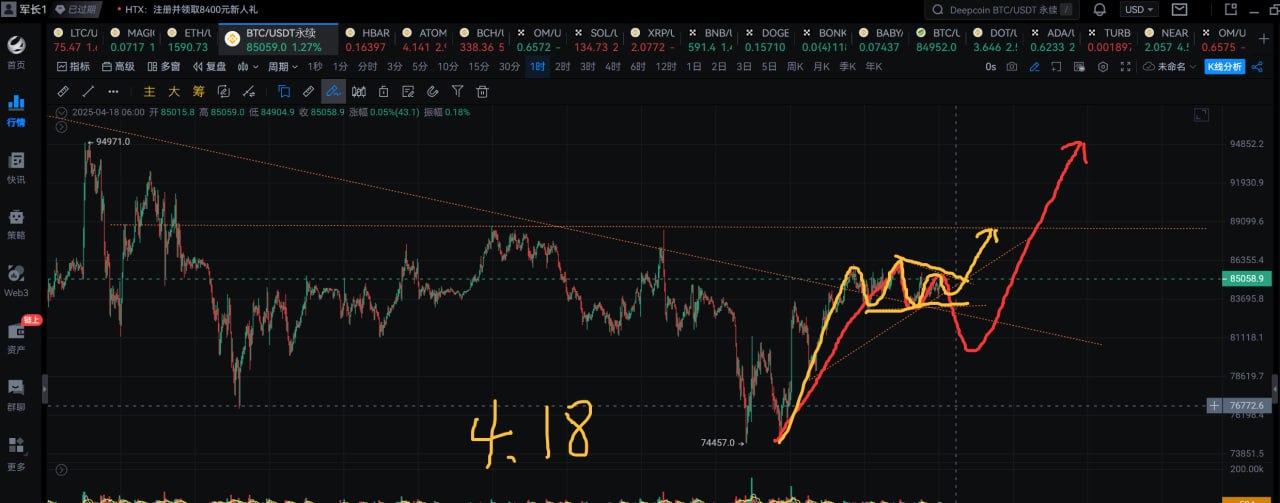 军长1 已过期 • HTX：注册并领取8400元新人礼 Deepcoin BTC/USDT 永续 / USD
LTC/U MAGI ETH/U BTC/USDT永续 HBAR ATOM BCH/U OM/U SOL/U XRP/U BNB/U DOGE BONK BABY BTC/U DOT/U ADA/U TURB NEAR OM/U
75.47 0.0717 1590.73 85059.0 1.27% 0.16397 4.141 338.36 0.6572 134.73 2.0772 591.4 0.15710 0.0(4)11 0.07437 84952.0 3.646 0.6233 0.001897 2.057 0.6575
首页
指标 高级 多窗 复盘 周期 1秒 1分 分时 3分 5分 10分 15分 30分 1时 2时 3时 4时 6时 12时 1日 2日 3日 5日 周K 月K 季K 年K 0s 未命名 K线分析
主 大 筹
行情
2025-04-18 06:00 开 85015.8 高 85059.0 低 84904.9 收 85058.9 涨幅 0.05%(43.1) 振幅 0.18%
94971.0
94852.2
快讯
91930.9
策略
89099.6
86355.4
85058.9
Web3
83695.8
链上
资产
81118.1
78619.7
群聊
76772.6
76198.4
4.18
74457.0
更多
73851.5
200.00k